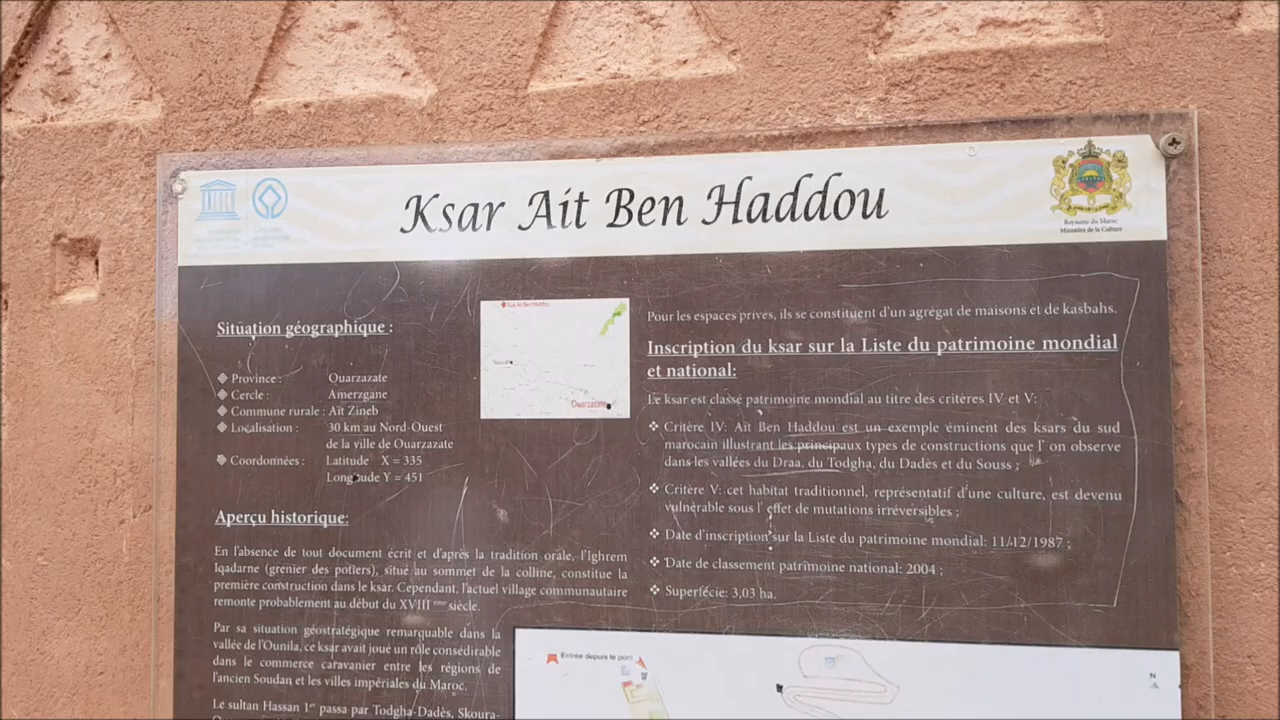 Ksar Ait Ben Haddou
Royaume du Maroc
Ministère de la Culture
Situation géographique :
Province : Ouarzazate
Cercle : Amerzgane
Commune rurale : Aït Zineb
Localisation : 30 km au Nord-Ouest
de la ville de Ouarzazate
Coordonnées : Latitude X = 335
Longitude Y = 451
Aperçu historique:
En l'absence de tout document écrit et d'après la tradition orale, l'Ighrem
Iqadarne (grenier des potiers), situé au sommet de la colline, constitue la
première construction dans le ksar. Cependant, l'actuel village communautaire
remonte probablement au début du XVIII ème siècle.
Par sa situation géostratégique remarquable dans la
vallée de l'Ounila, ce ksar avait joué un rôle consédirable
dans le commerce caravanier entre les régions de
l'ancien Soudan et les villes impériales du Maroc.
Le sultan Hassan 1er passa par Todgha-Dadès, Skoura-
Ksar Ait Ben Haddou
Ouarzazate
Pour les espaces privés, ils se constituent d'un agrégat de maisons et de kasbahs.
Inscription du ksar sur la Liste du patrimoine mondial
et national:
Le ksar est classé patrimoine mondial au titre des critères IV et V:
Critère IV: Aït Ben Haddou est un exemple éminent des ksars du sud
marocain illustrant les principaux types de constructions que l' on observe
dans les vallées du Draa, du Todgha, du Dadès et du Souss ;
Critère V: cet habitat traditionnel, représentatif d'une culture, est devenu
vulnérable sous l' effet de mutations irréversibles ;
Date d'inscription sur la Liste du patrimoine mondial: 11/12/1987 ;
Date de classement patrimoine national: 2004 ;
Superfécie: 3,03 ha.
Entrée depuis le pont
N